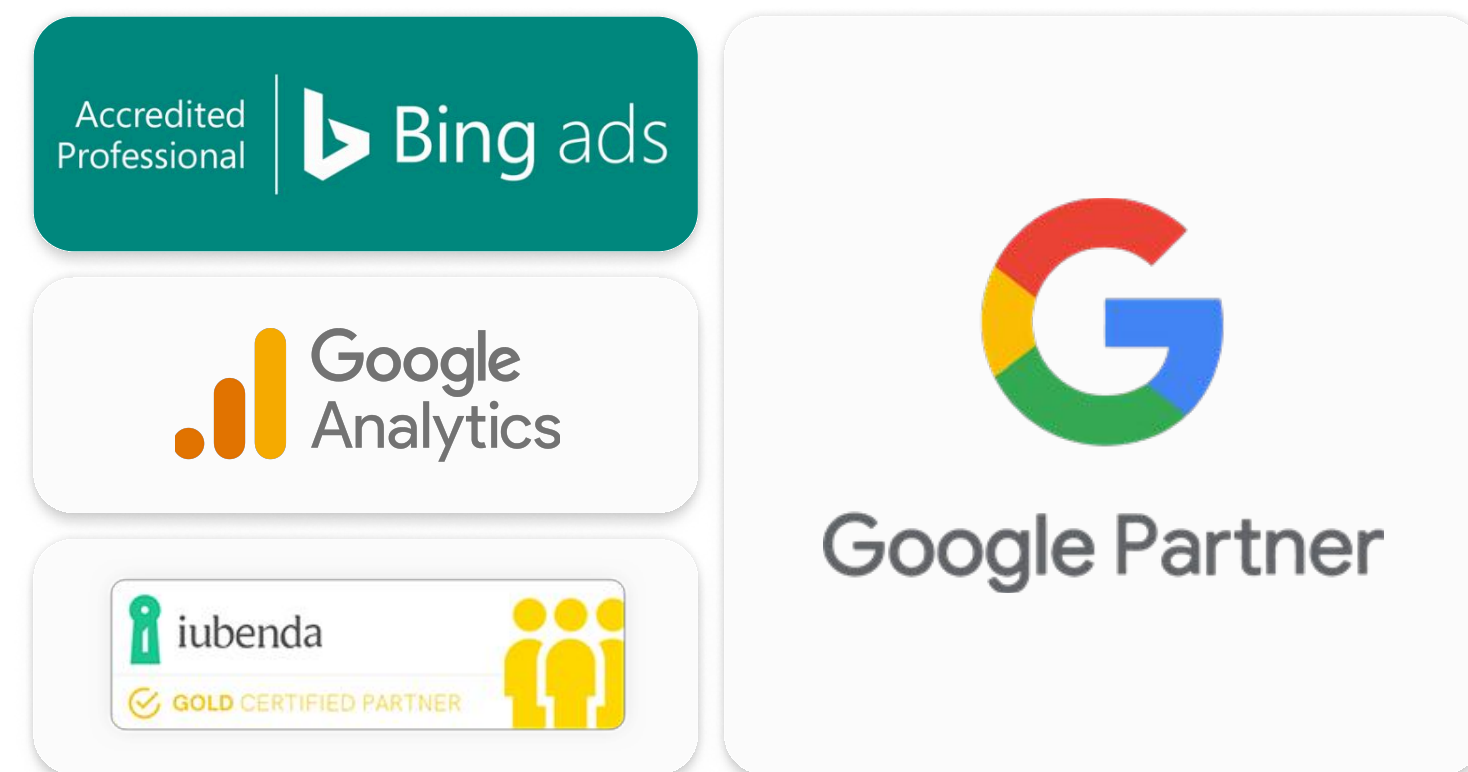 Accredited
Professional
Bing ads
Google
Analytics
iubenda
GOLD CERTIFIED PARTNER
Google Partner